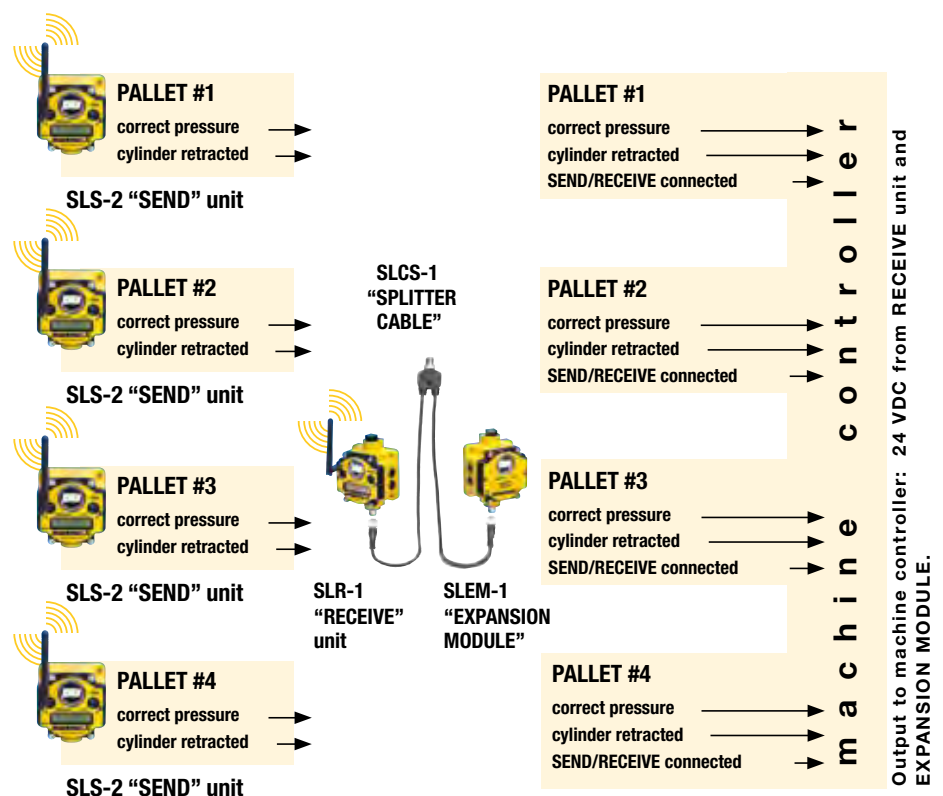 PALLET #1
correct pressure
cylinder retracted
SLS-2 “SEND” unit
PALLET #2
correct pressure
cylinder retracted
SLS-2 “SEND” unit
PALLET #3
correct pressure
cylinder retracted
SLS-2 “SEND” unit
PALLET #4
correct pressure
cylinder retracted
SLS-2 “SEND” unit
SLCS-1
“SPLITTER
CABLE”
SLR-1
“RECEIVE”
unit
SLEM-1
“EXPANSION
MODULE”
PALLET #1
correct pressure
cylinder retracted
SEND/RECEIVE connected
PALLET #2
correct pressure
cylinder retracted
SEND/RECEIVE connected
PALLET #3
correct pressure
cylinder retracted
SEND/RECEIVE connected
PALLET #4
correct pressure
cylinder retracted
SEND/RECEIVE connected
machine controller
Output to machine controller: 24 VDC from RECEIVE unit and
EXPANSION MODULE.